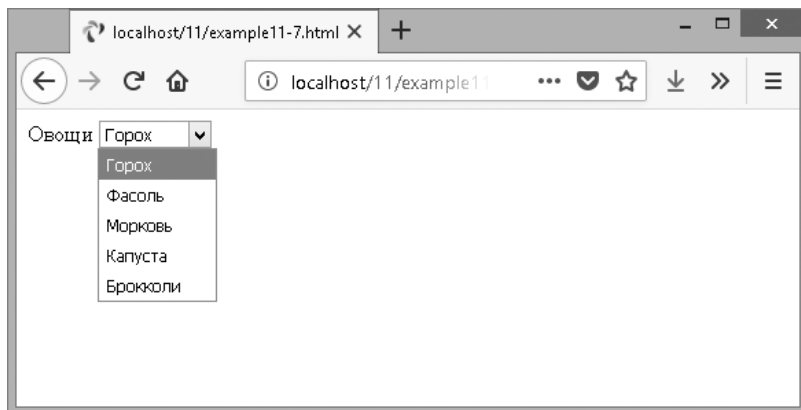 localhost/11/example11-7.html
localhost/11/example11
Овощи Горох
Горох
Фасоль
Морковь
Капуста
Брокколи